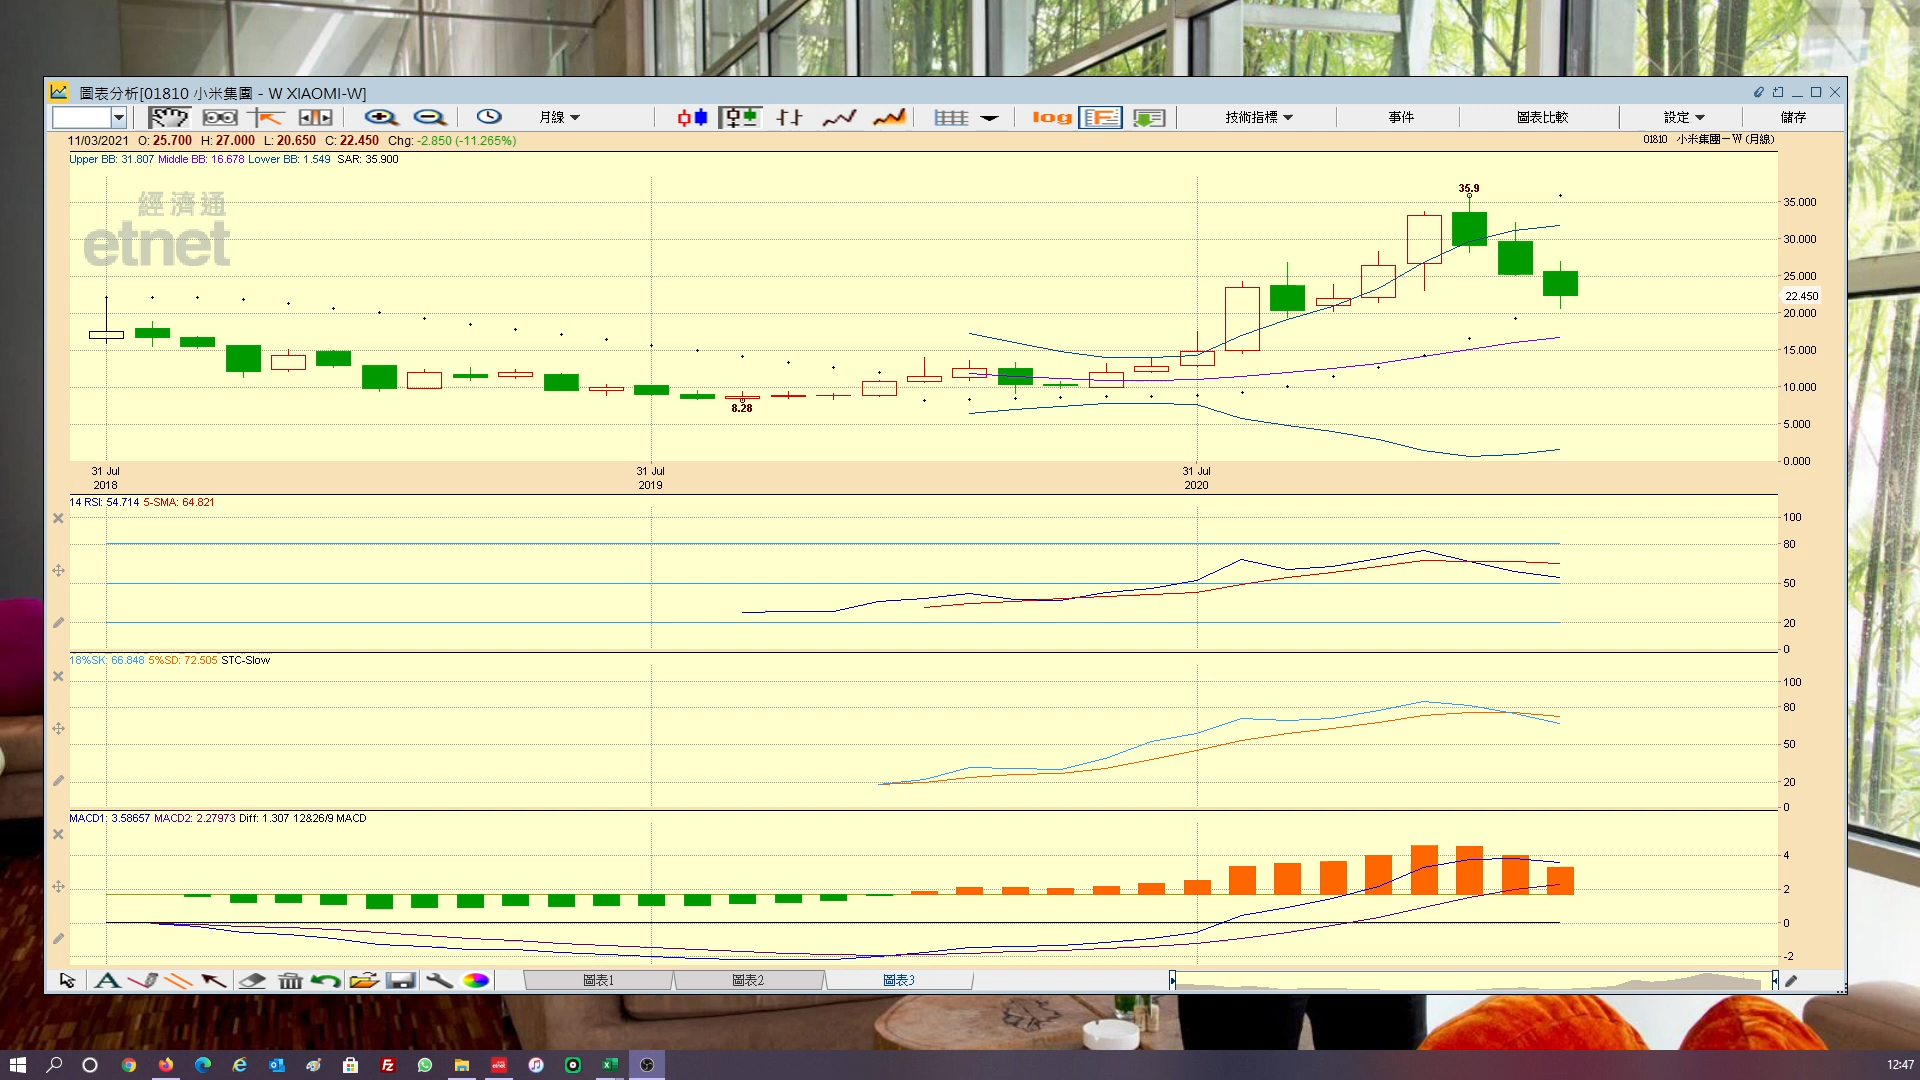 圖表分析[01810 小米集團 - W XIAOMI-W]
月線
log
技術指標
事件
圖表比較
設定
儲存
11/03/2021 O: 25.700 H: 27.000 L: 20.650 C: 22.450 Chg: -2.850 (-11.265%)
01810 小米集團－W (月線)
Upper BB: 31.807 Middle BB: 16.678 Lower BB: 1.549 SAR: 35.900
經濟通
etnet
35.9
8.28
35.000
30.000
25.000
22.450
20.000
15.000
10.000
5.000
0.000
31 Jul
2018
31 Jul
2019
31 Jul
2020
14 RSI: 54.714 5-SMA: 64.821
100
80
50
20
0
18%SK: 66.848 5%SD: 72.505 STC-Slow
100
80
50
20
0
MACD1: 3.58657 MACD2: 2.27973 Diff: 1.307 12&26/9 MACD
4
2
0
-2
圖表1
圖表2
圖表3
12:47